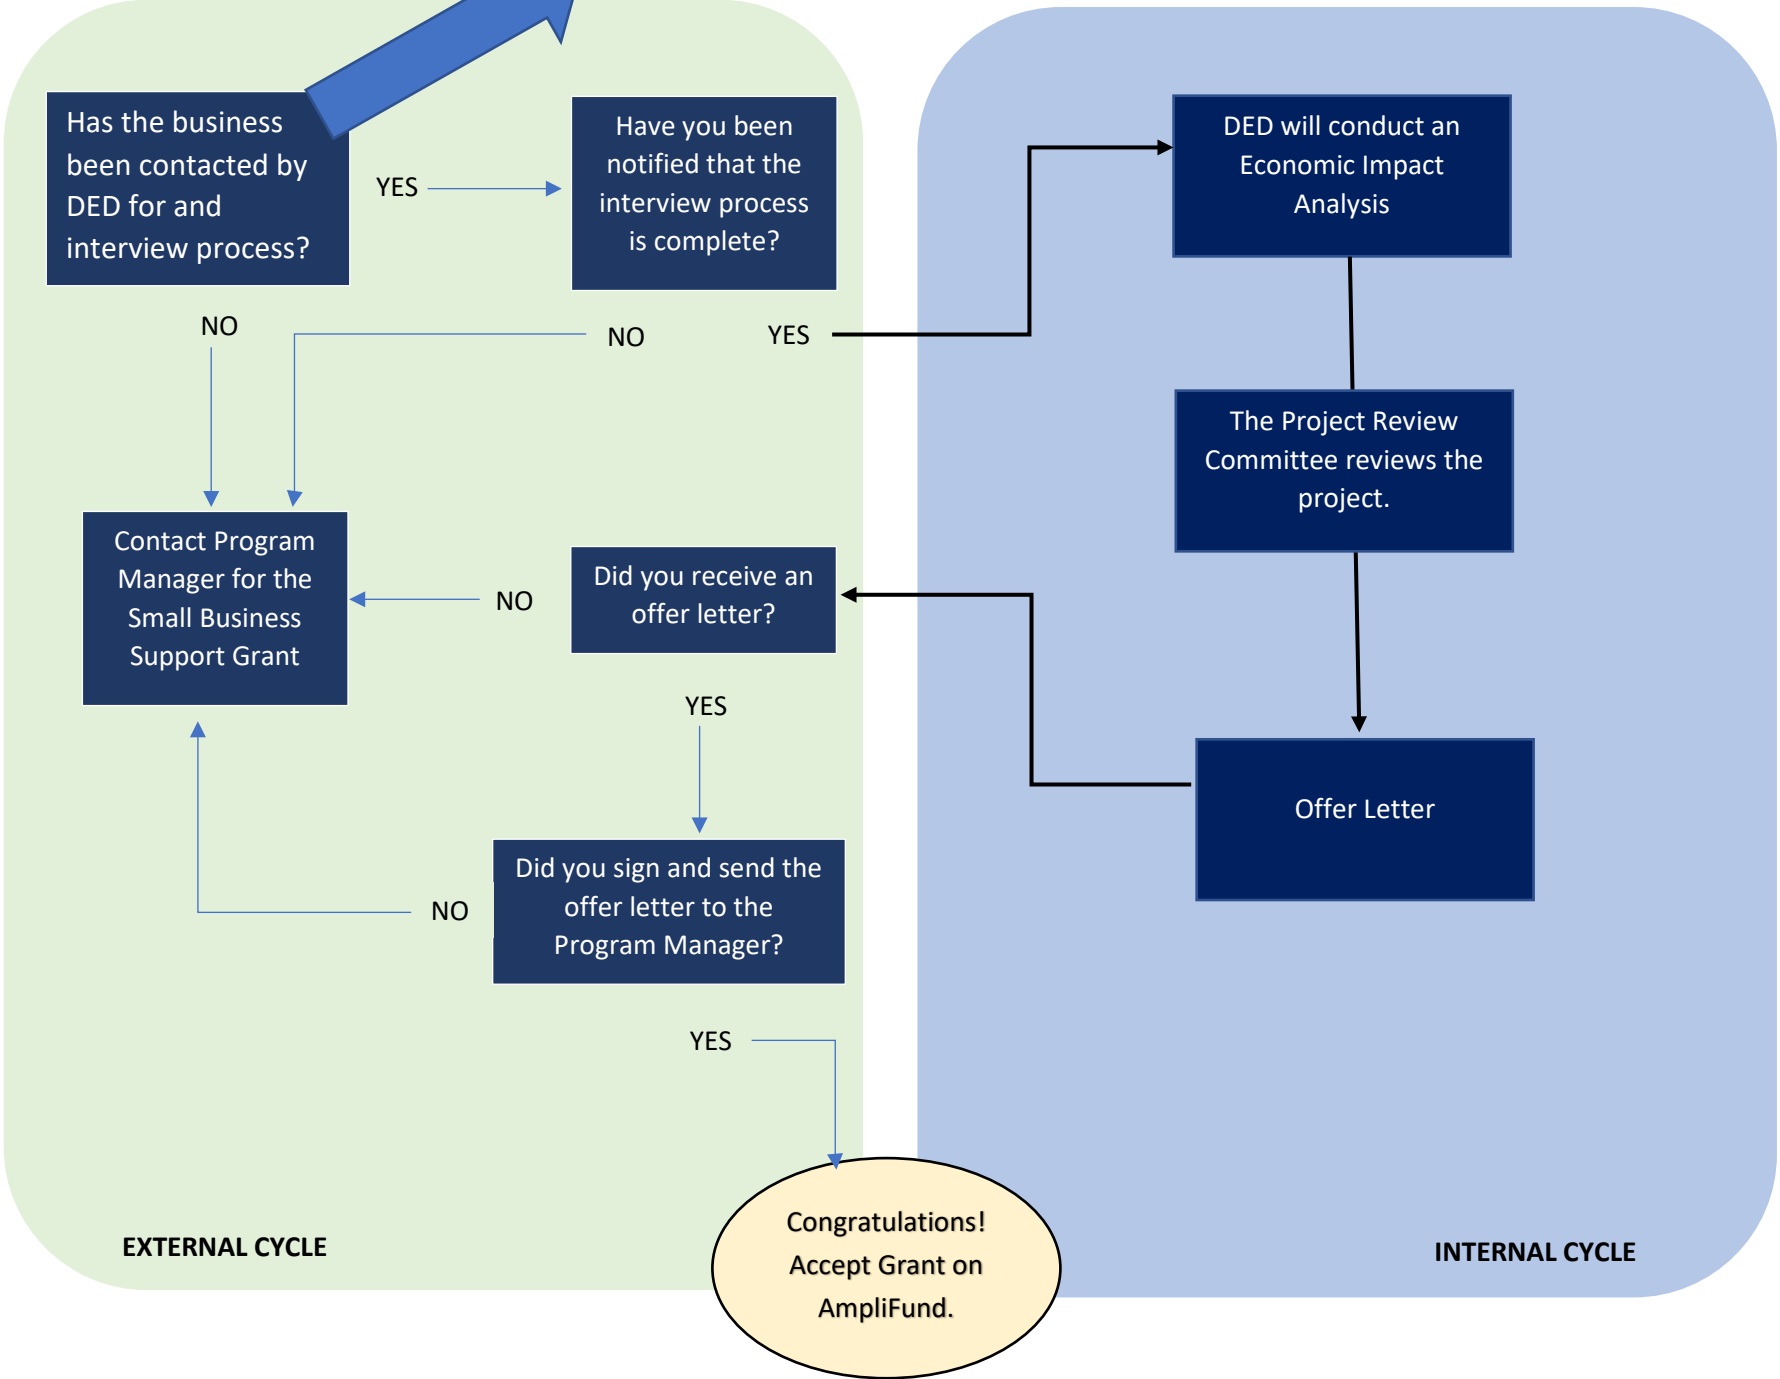 Has the business
been contacted by
DED for and
interview process?
YES
Have you been
notified that the
interview process
is complete?
DED will conduct an
Economic Impact
Analysis
NO
NO
YES
The Project Review
Committee reviews the
project.
Contact Program
Manager for the
Small Business
Support Grant
NO
Did you receive an
offer letter?
YES
Offer Letter
Did you sign and send the
offer letter to the
Program Manager?
NO
YES
Congratulations!
Accept Grant on
AmpliFund.
EXTERNAL CYCLE
INTERNAL CYCLE